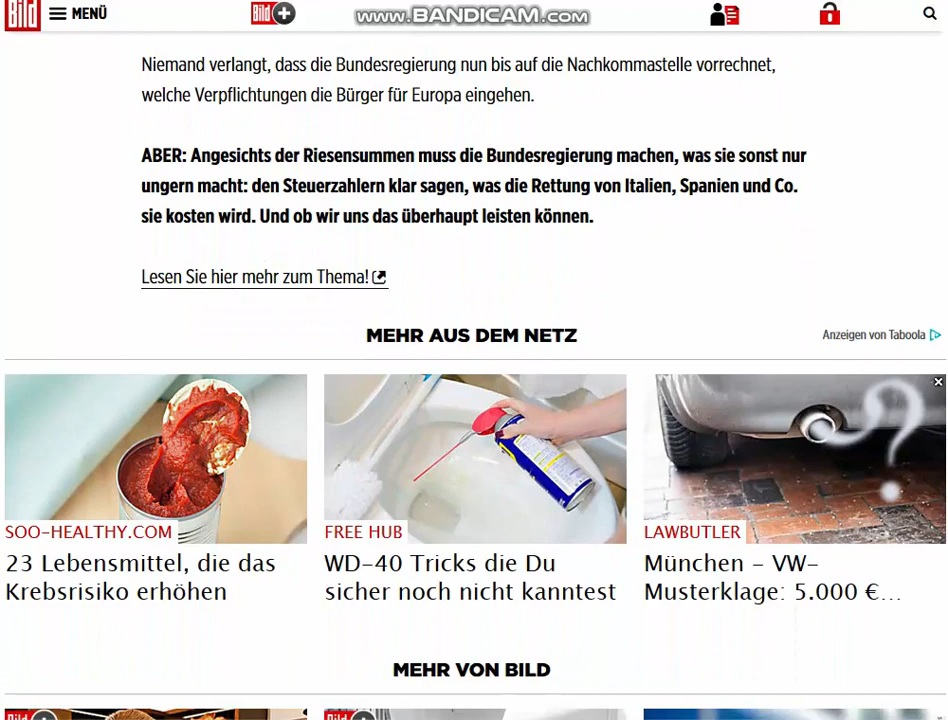 Bild
MENÜ
Bild+
www.BANDICAM.com
Niemand verlangt, dass die Bundesregierung nun bis auf die Nachkommastelle vorrechnet,
welche Verpflichtungen die Bürger für Europa eingehen.
ABER: Angesichts der Riesensummen muss die Bundesregierung machen, was sie sonst nur
ungern macht: den Steuerzahlern klar sagen, was die Rettung von Italien, Spanien und Co.
sie kosten wird. Und ob wir uns das überhaupt leisten können.
Lesen Sie hier mehr zum Thema!
MEHR AUS DEM NETZ
Anzeigen von Taboola
SOO-HEALTHY.COM
23 Lebensmittel, die das
Krebsrisiko erhöhen
FREE HUB
WD-40 Tricks die Du
sicher noch nicht kanntest
?
LAWBUTLER
München - VW-
Musterklage: 5.000 €...
MEHR VON BILD
Bild+
Bild+